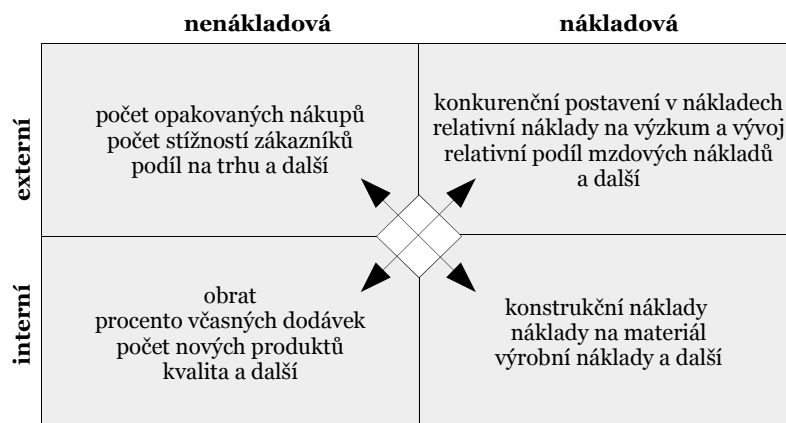 nenákladová
nákladová
externí
počet opakovaných nákupů
počet stížností zákazníků
podíl na trhu a další
konkurenční postavení v nákladech
relativní náklady na výzkum a vývoj
relativní podíl mzdových nákladů
a další
interní
obrat
procento včasných dodávek
počet nových produktů
kvalita a další
konstrukční náklady
náklady na materiál
výrobní náklady a další